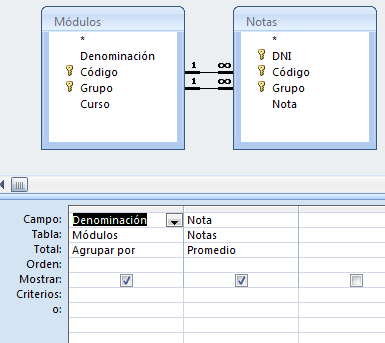 Módulos
*
Denominación
Código
Grupo
Curso
1 ∞
1 ∞
Notas
*
DNI
Código
Grupo
Nota
Campo: Denominación Nota
Tabla: Módulos Notas
Total: Agrupar por Promedio
Orden:
Mostrar:
Criterios:
o: